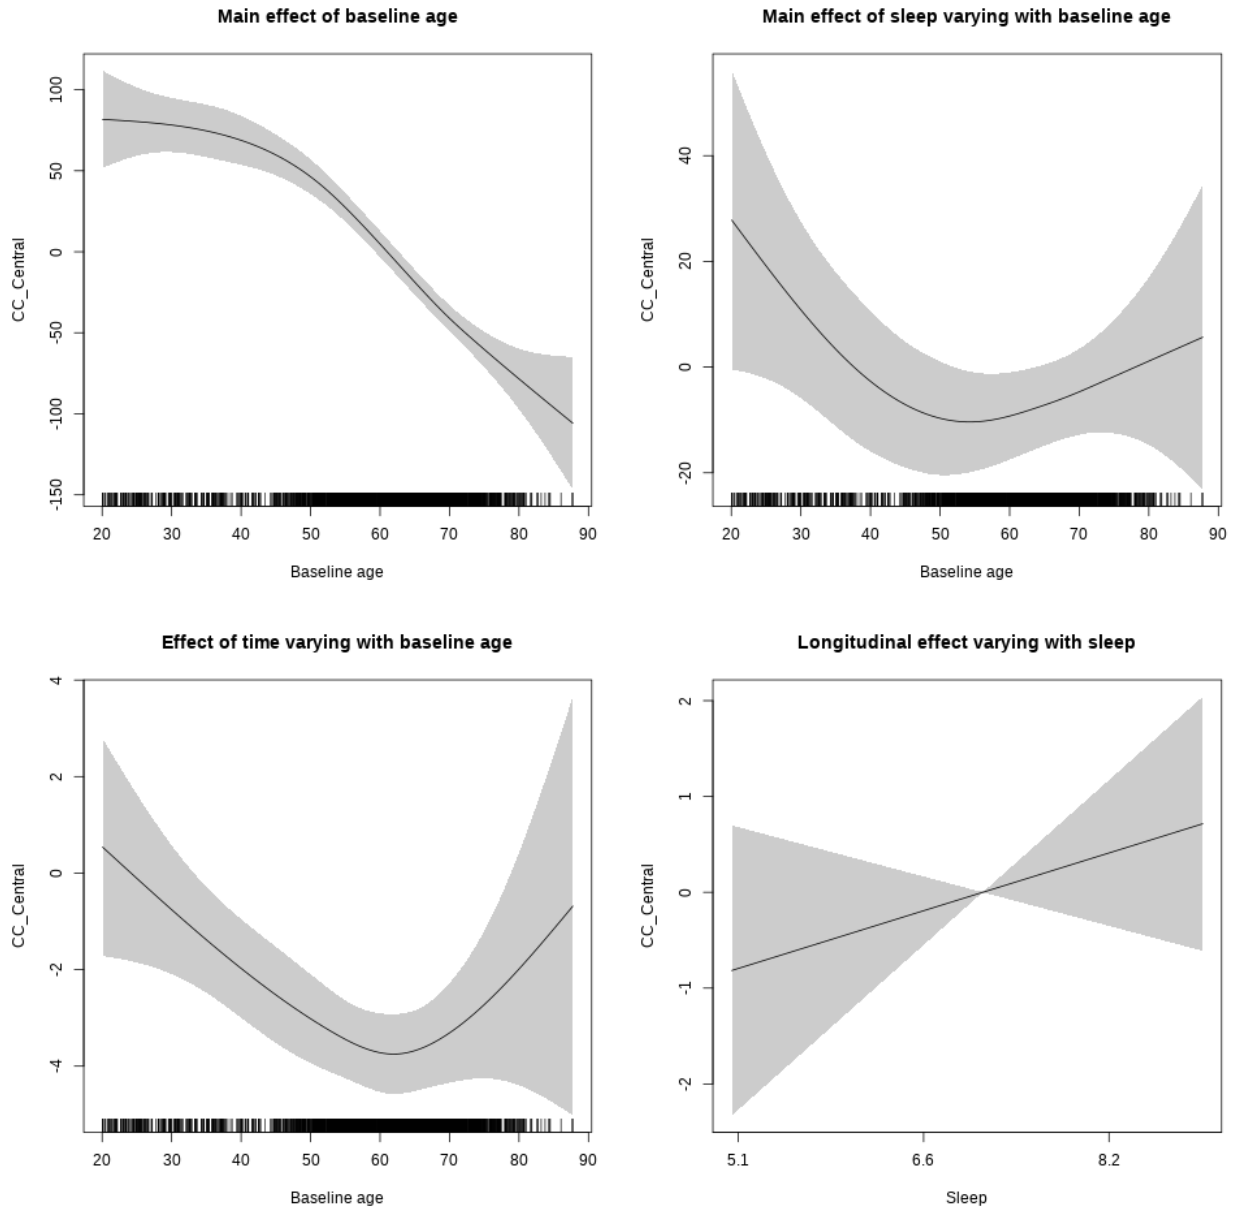 Main effect of baseline age
CC_Central
100
50
0
-50
-100
-150
20 30 40 50 60 70 80 90
Baseline age
Main effect of sleep varying with baseline age
CC_Central
40
20
0
-20
20 30 40 50 60 70 80 90
Baseline age
Effect of time varying with baseline age
CC_Central
4
2
0
-2
-4
20 30 40 50 60 70 80 90
Baseline age
Longitudinal effect varying with sleep
CC_Central
2
1
0
-1
-2
5.1 6.6 8.2
Sleep